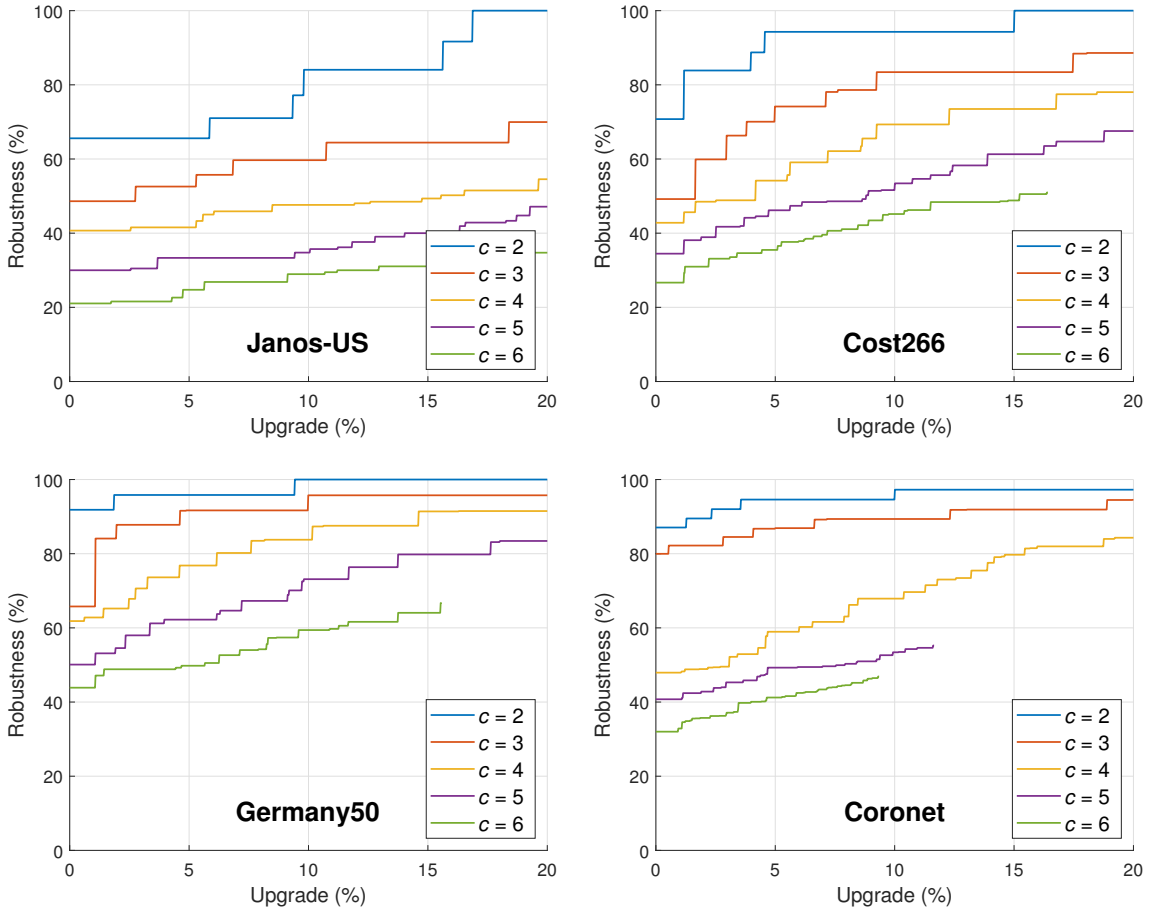 100
80
60
40
20
0
Robustness (%)
0 5 10 15 20
Upgrade (%)
Janos-US
c = 2
c = 3
c = 4
c = 5
c = 6
100
80
60
40
20
0
Robustness (%)
0 5 10 15 20
Upgrade (%)
Cost266
c = 2
c = 3
c = 4
c = 5
c = 6
100
80
60
40
20
0
Robustness (%)
0 5 10 15 20
Upgrade (%)
Germany50
c = 2
c = 3
c = 4
c = 5
c = 6
100
80
60
40
20
0
Robustness (%)
0 5 10 15 20
Upgrade (%)
Coronet
c = 2
c = 3
c = 4
c = 5
c = 6